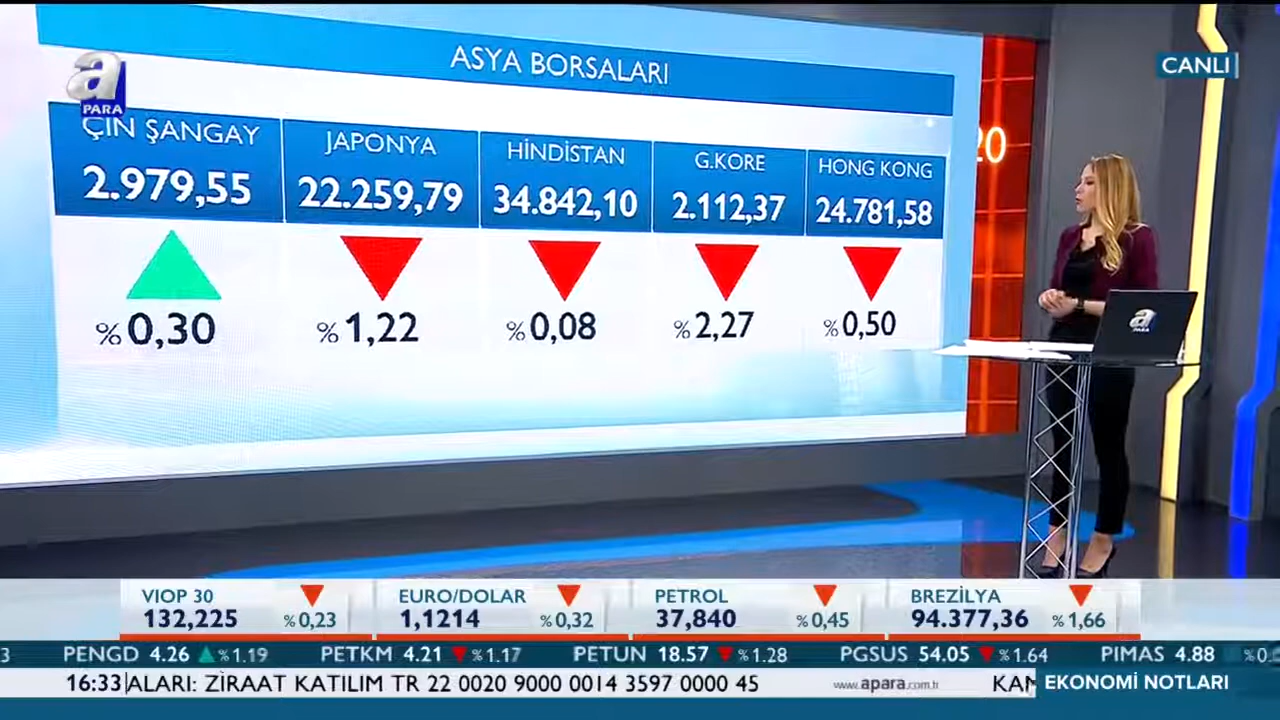 ASYA BORSALARI
CANLI
a
PARA
ÇİN ŞANGAY
2.979,55
% 0,30
JAPONYA
22.259,79
% 1,22
HİNDİSTAN
34.842,10
% 0,08
G.KORE
2.112,37
% 2,27
HONG KONG
24.781,58
% 0,50
20
a
PARA
VIOP 30
132,225
%0,23
EURO/DOLAR
1,1214
%0,32
PETROL
37,840
%0,45
BREZİLYA
94.377,36
%1,66
3 PENGD 4.26 %1.19 PETKM 4.21 %1.17 PETUN 18.57 %1.28 PGSUS 54.05 %1.64 PIMAS 4.88 %0.
16:33 ALARI: ZİRAAT KATILIM TR 22 0020 9000 0014 3597 0000 45 www.apara.com.tr KAM
EKONOMİ NOTLARI